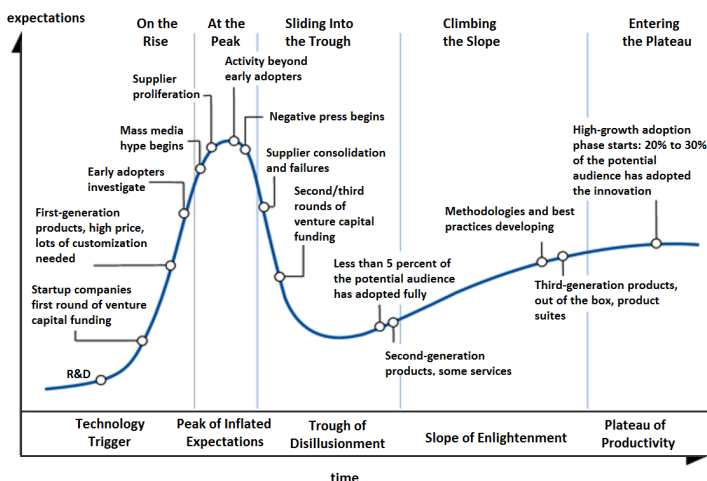 expectations
On the
Rise
At the
Peak
Sliding Into
the Trough
Climbing
the Slope
Entering
the Plateau
Activity beyond
early adopters
Supplier
proliferation
Negative press begins
Mass media
hype begins
High-growth adoption
phase starts: 20% to 30%
of the potential
audience has adopted
the innovation
Supplier consolidation
and failures
Early adopters
investigate
Second/third
rounds of
venture capital
funding
First-generation
products, high price,
lots of customization
needed
Methodologies and best
practices developing
Less than 5 percent of
the potential audience
has adopted fully
Startup companies
first round of venture
capital funding
Third-generation products,
out of the box, product
suites
Second-generation
products, some services
R&D
Technology
Trigger
Peak of Inflated
Expectations
Trough of
Disillusionment
Slope of Enlightenment
Plateau of
Productivity
time